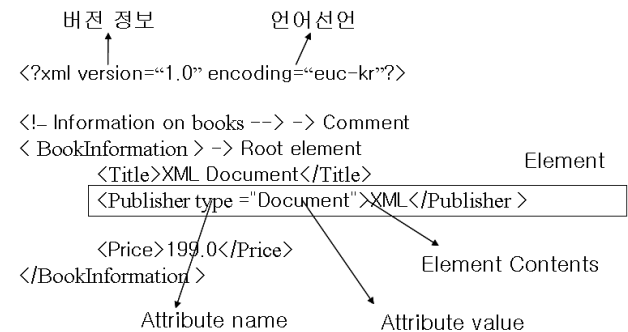 버전 정보 언어선언
<?xml version=“1.0” encoding=“euc-kr”?>
<!– Information on books --> -> Comment
< BookInformation > -> Root element
Element
<Title>XML Document</Title>
<Publisher type ="Document">XML</Publisher >
<Price>199.0</Price>
Element Contents
</BookInformation >
Attribute name Attribute value